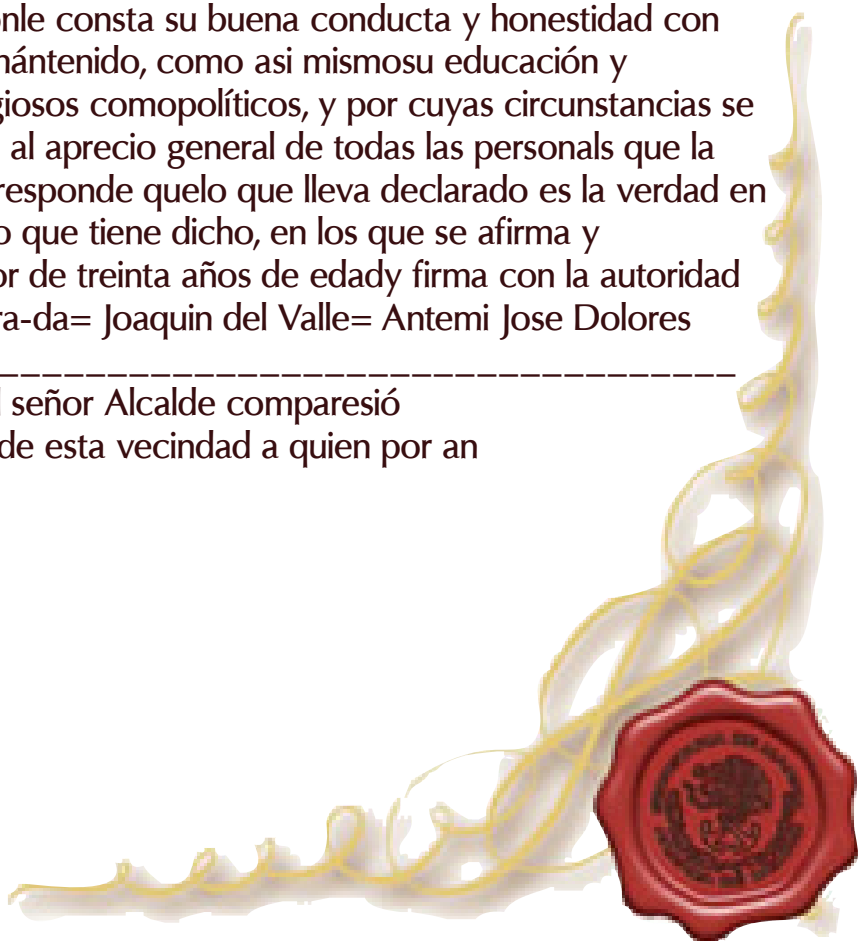 onle consta su buena conducta y honestidad con
mántenido, como asi mismosu educación y
giosos comopolíticos, y por cuyas circunstancias se
al aprecio general de todas las personals que la
responde quelo que lleva declarado es la verdad en
o que tiene dicho, en los que se afirma y
or de treinta años de edady firma con la autoridad
ra-da= Joaquin del Valle= Antemi Jose Dolores
___________________________________
l señor Alcalde comparesió
de esta vecindad a quien por an